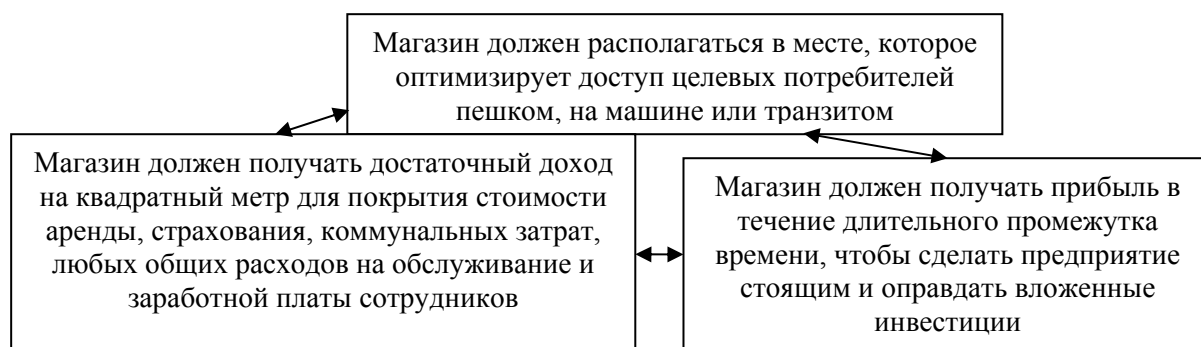 Магазин должен располагаться в месте, которое
оптимизирует доступ целевых потребителей
пешком, на машине или транзитом
Магазин должен получать достаточный доход
на квадратный метр для покрытия стоимости
аренды, страхования, коммунальных затрат,
любых общих расходов на обслуживание и
заработной платы сотрудников
Магазин должен получать прибыль в
течение длительного промежутка
времени, чтобы сделать предприятие
стоящим и оправдать вложенные
инвестиции